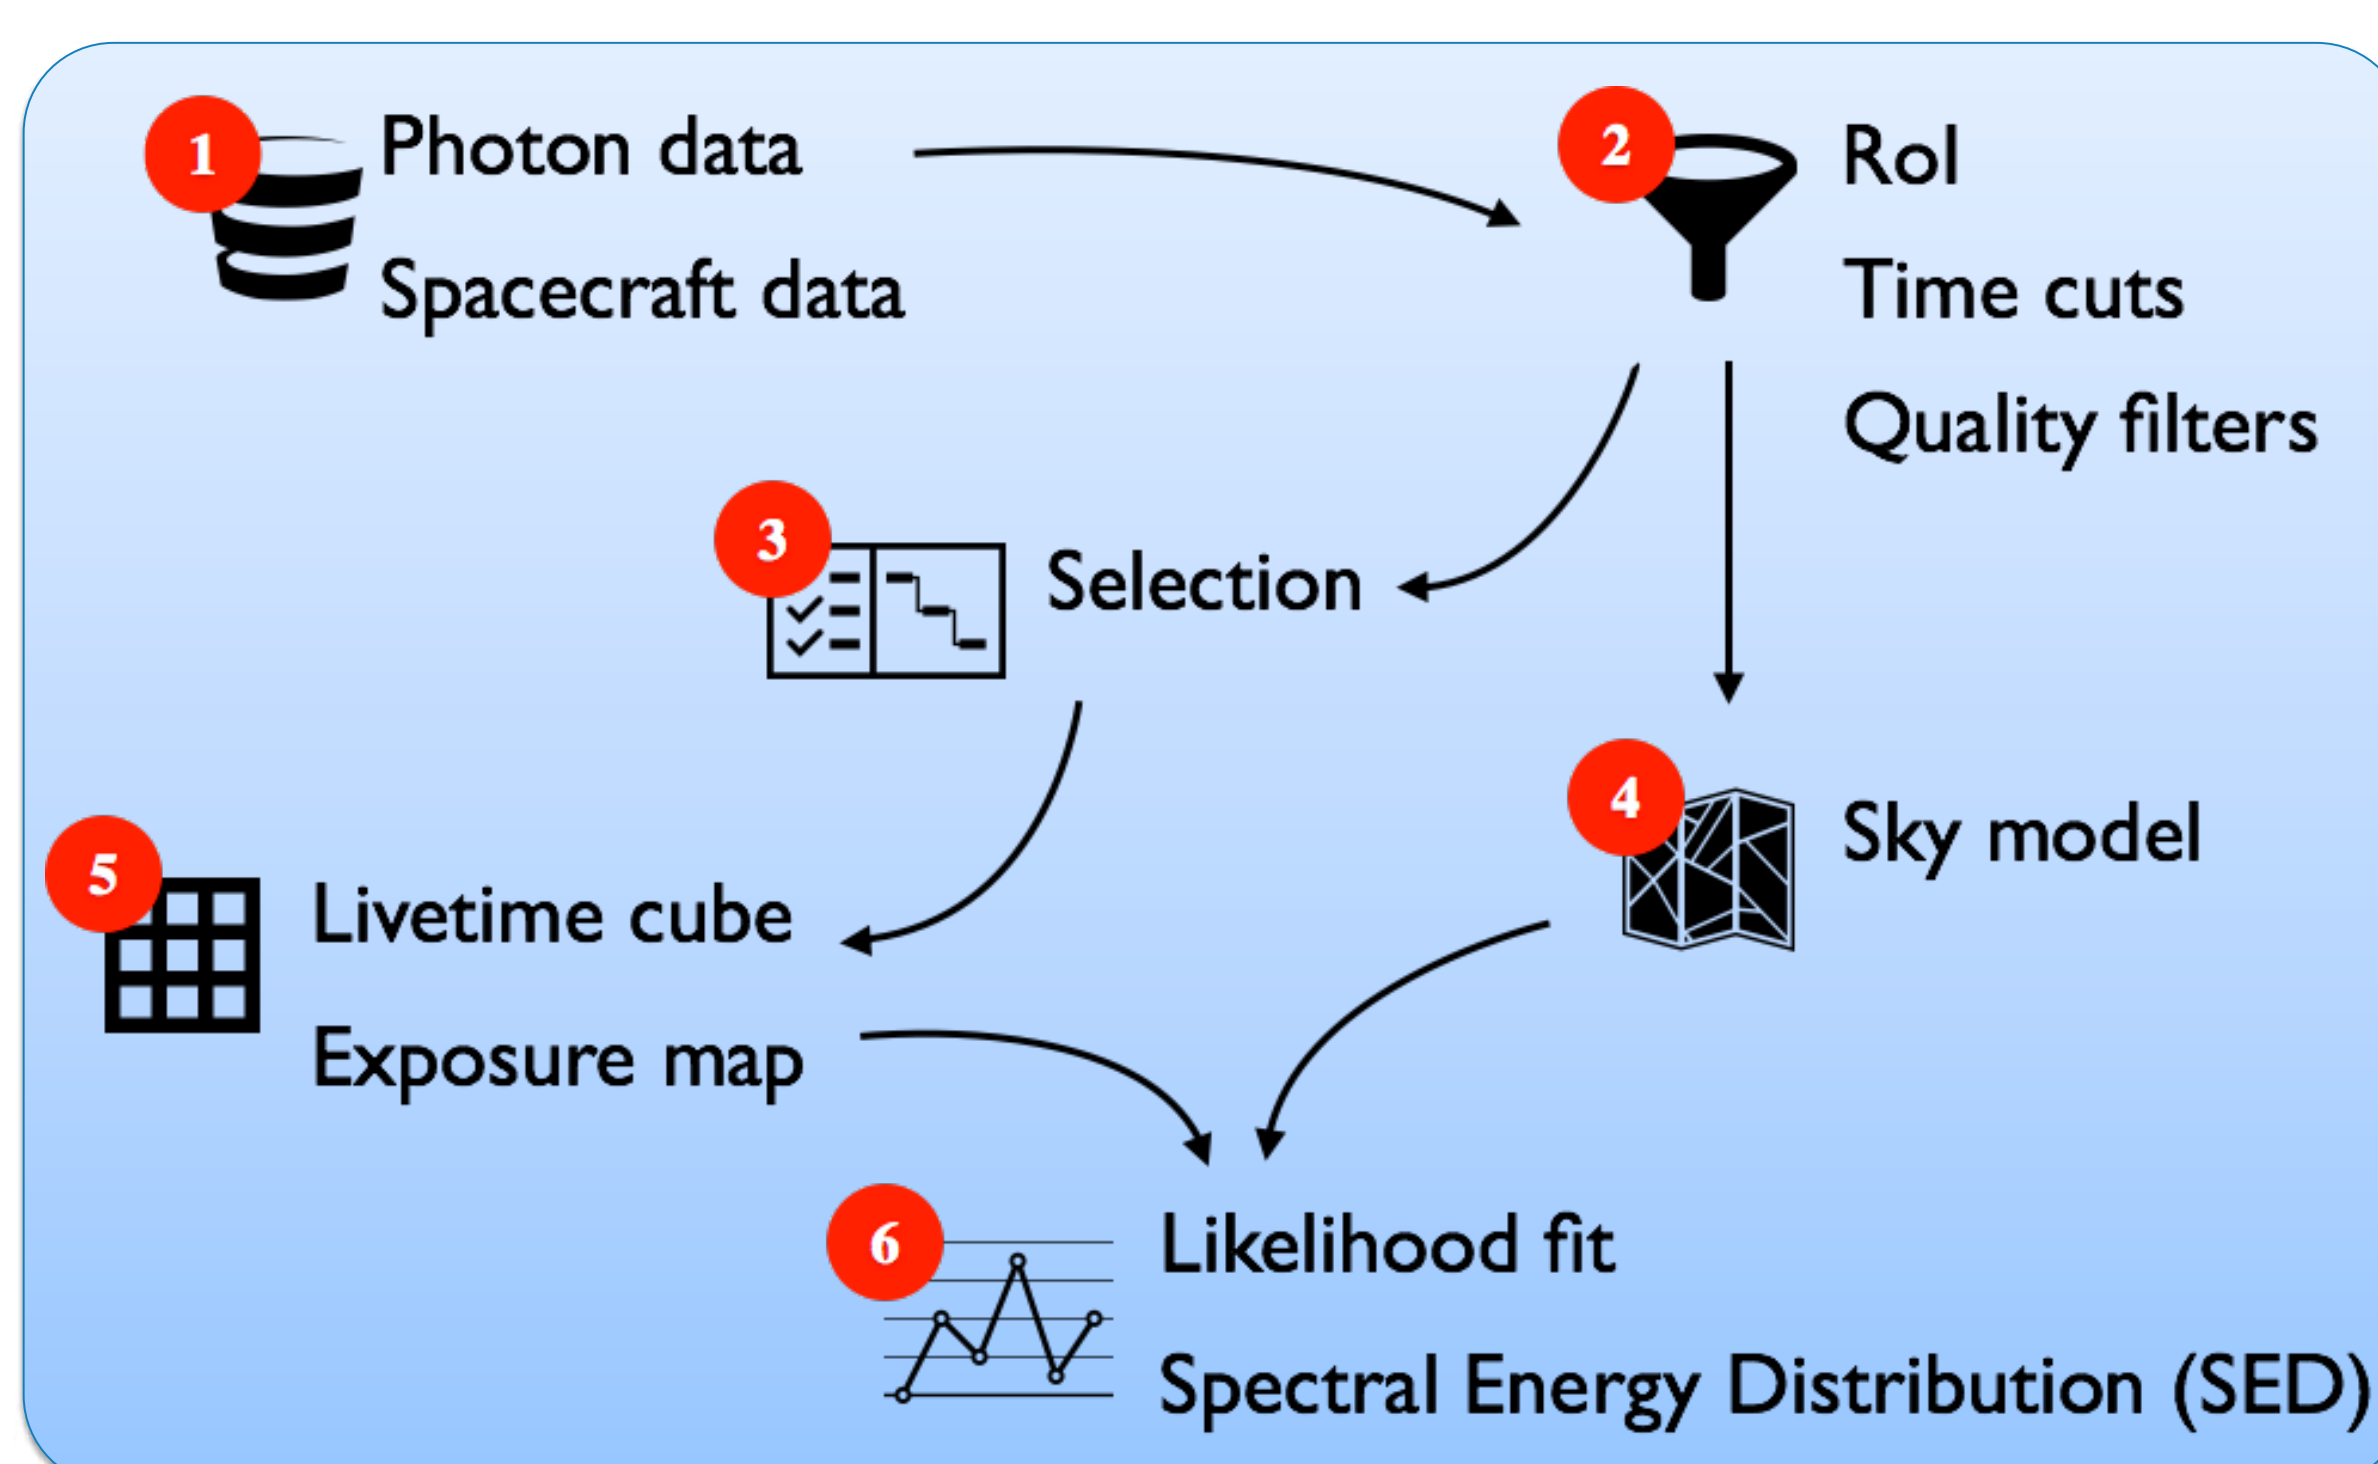 1
Photon data
Spacecraft data
2
RoI
Time cuts
Quality filters
3
Selection
4
Sky model
5
Livetime cube
Exposure map
6
Likelihood fit
Spectral Energy Distribution (SED)